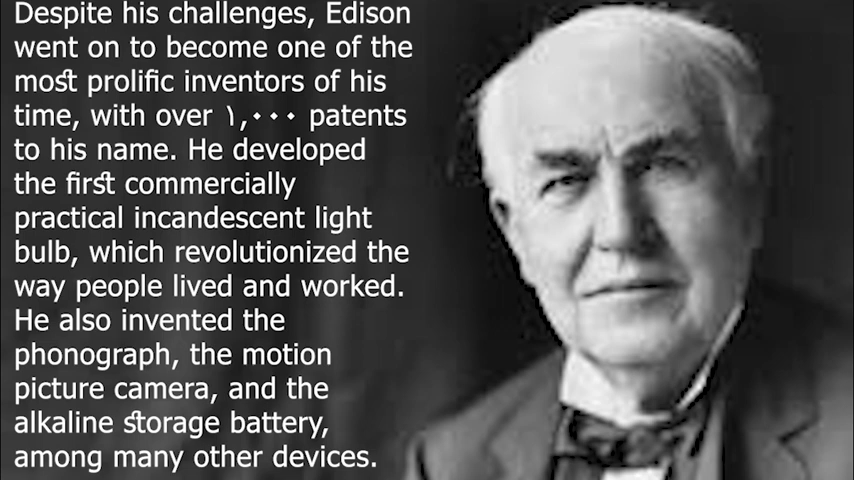 Despite his challenges, Edison
went on to become one of the
most prolific inventors of his
time, with over ۱,۰۰۰ patents
to his name. He developed
the first commercially
practical incandescent light
bulb, which revolutionized the
way people lived and worked.
He also invented the
phonograph, the motion
picture camera, and the
alkaline storage battery,
among many other devices.